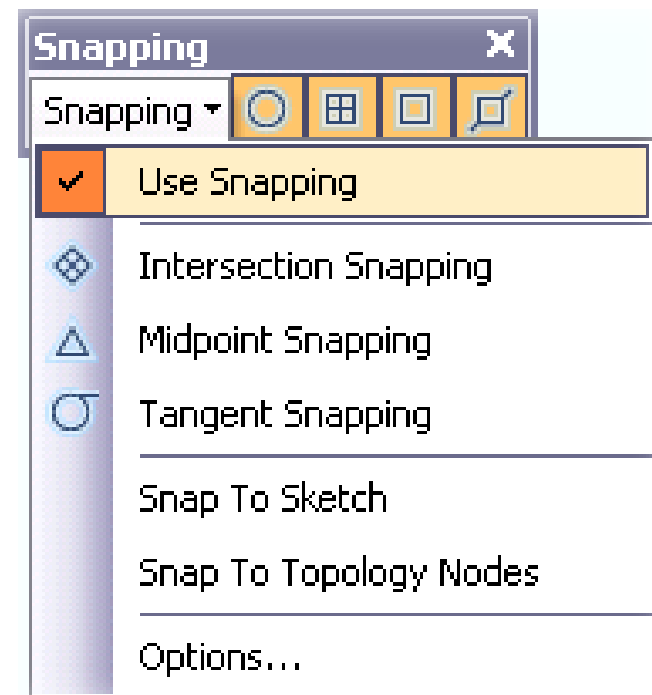 Snapping
Snapping
Use Snapping
Intersection Snapping
Midpoint Snapping
Tangent Snapping
Snap To Sketch
Snap To Topology Nodes
Options...